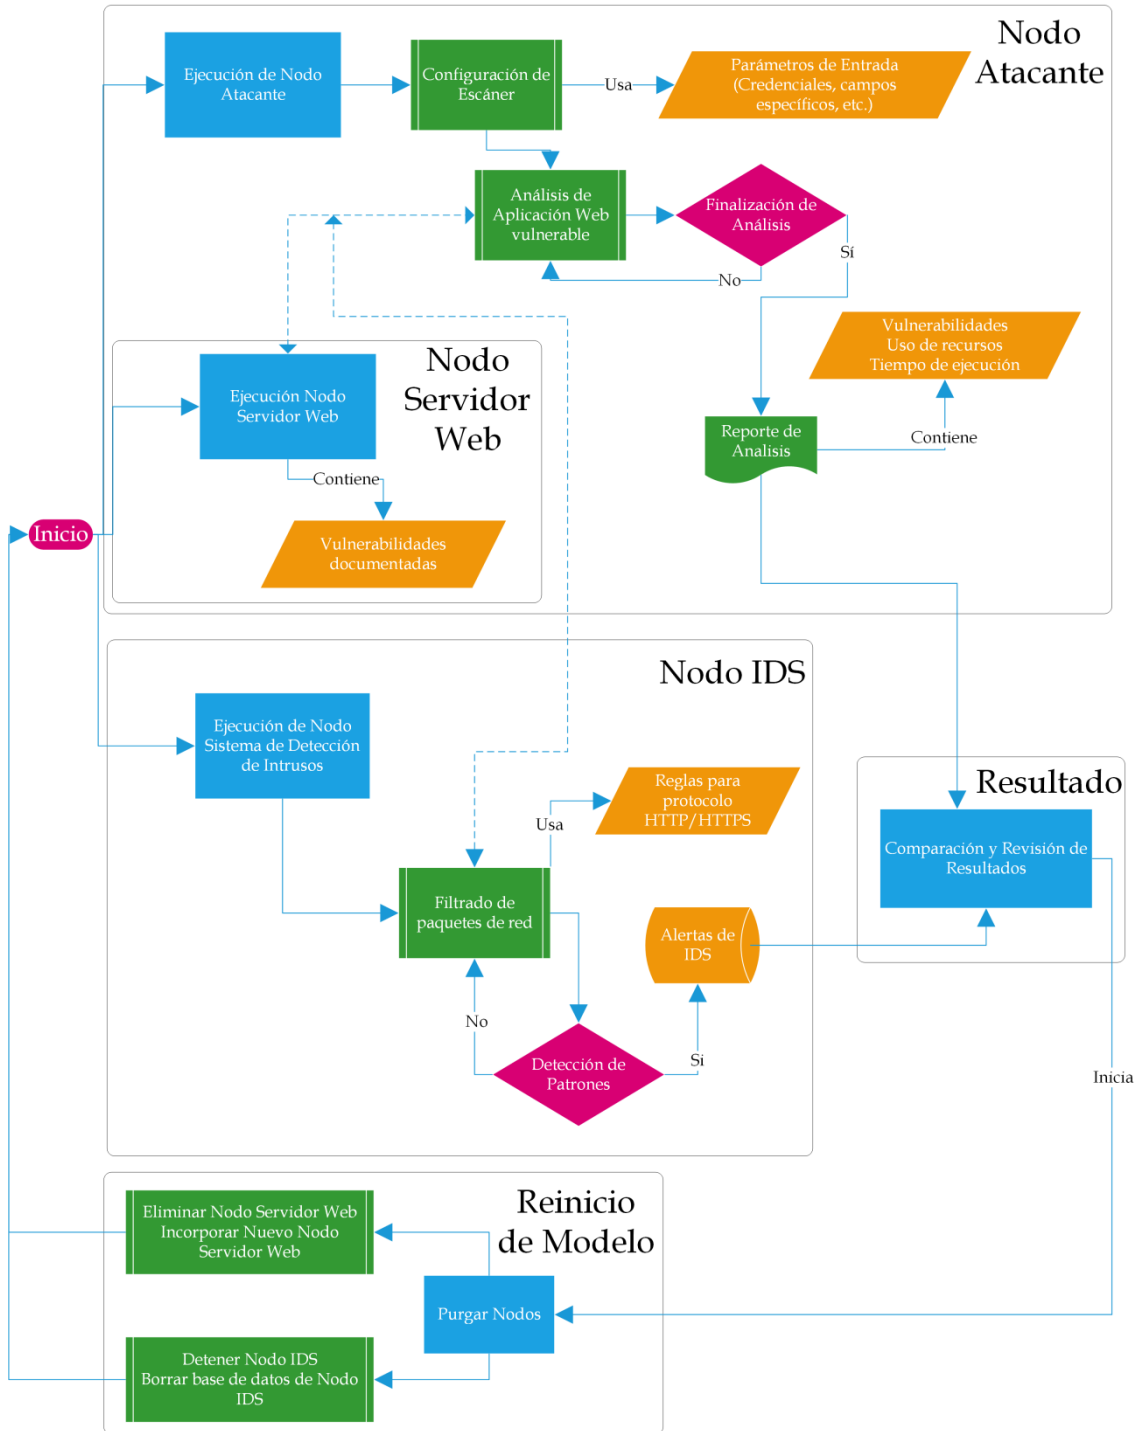 Nodo
Atacante
Ejecución de Nodo
Atacante
Configuración de
Escáner
Usa
Parámetros de Entrada
(Credenciales, campos
específicos, etc.)
Análisis de
Aplicación Web
vulnerable
Finalización de
Análisis
Sí
No
Vulnerabilidades
Uso de recursos
Tiempo de ejecución
Reporte de
Analisis
Contiene
Nodo
Servidor
Web
Ejecución Nodo
Servidor Web
Contiene
Vulnerabilidades
documentadas
Inicio
Nodo IDS
Ejecución de Nodo
Sistema de Detección
de Intrusos
Reglas para
protocolo
HTTP/HTTPS
Usa
Filtrado de
paquetes de red
Alertas de
IDS
No
Si
Detección de
Patrones
Resultado
Comparación y Revisión de
Resultados
Inicia
Reinicio
de Modelo
Eliminar Nodo Servidor Web
Incorporar Nuevo Nodo
Servidor Web
Purgar Nodos
Detener Nodo IDS
Borrar base de datos de Nodo
IDS